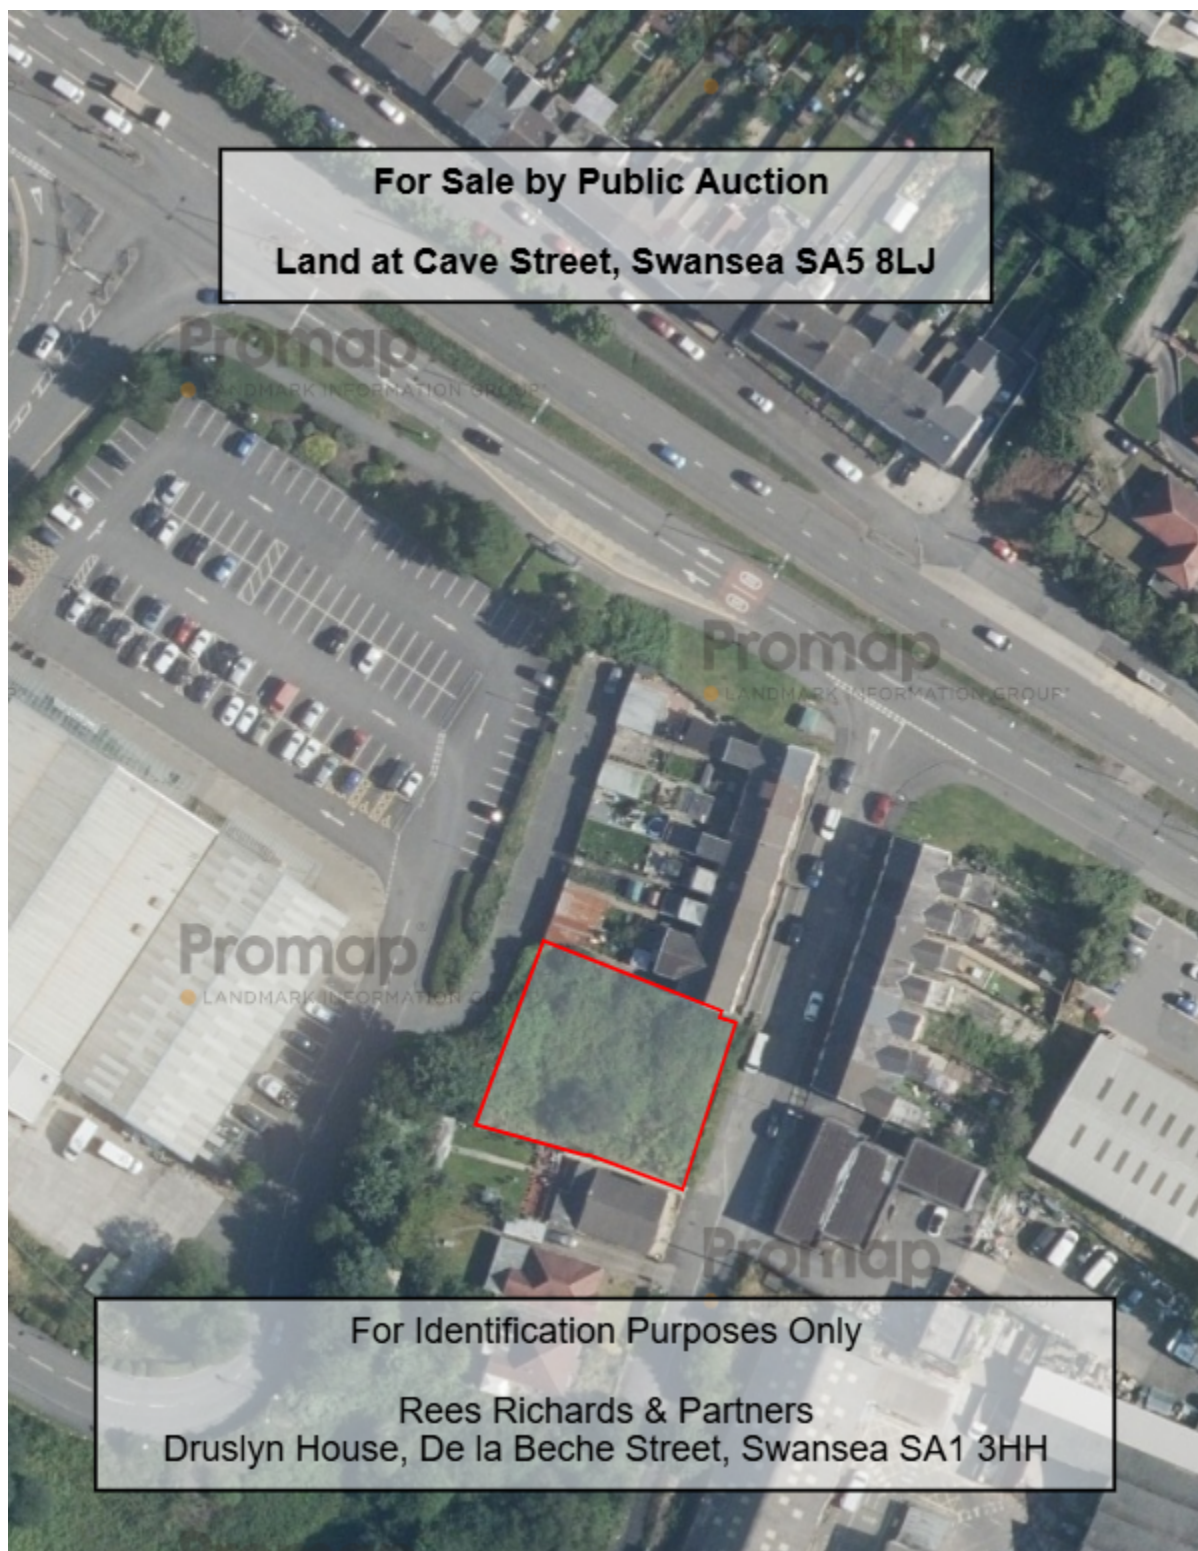 For Sale by Public Auction
Land at Cave Street, Swansea SA5 8LJ
Promap
LANDMARK INFORMATION GROUP
Promap
LANDMARK INFORMATION GROUP
Promap
LANDMARK INFORMATION
Promap
For Identification Purposes Only
Rees Richards & Partners
Druslyn House, De la Beche Street, Swansea SA1 3HH